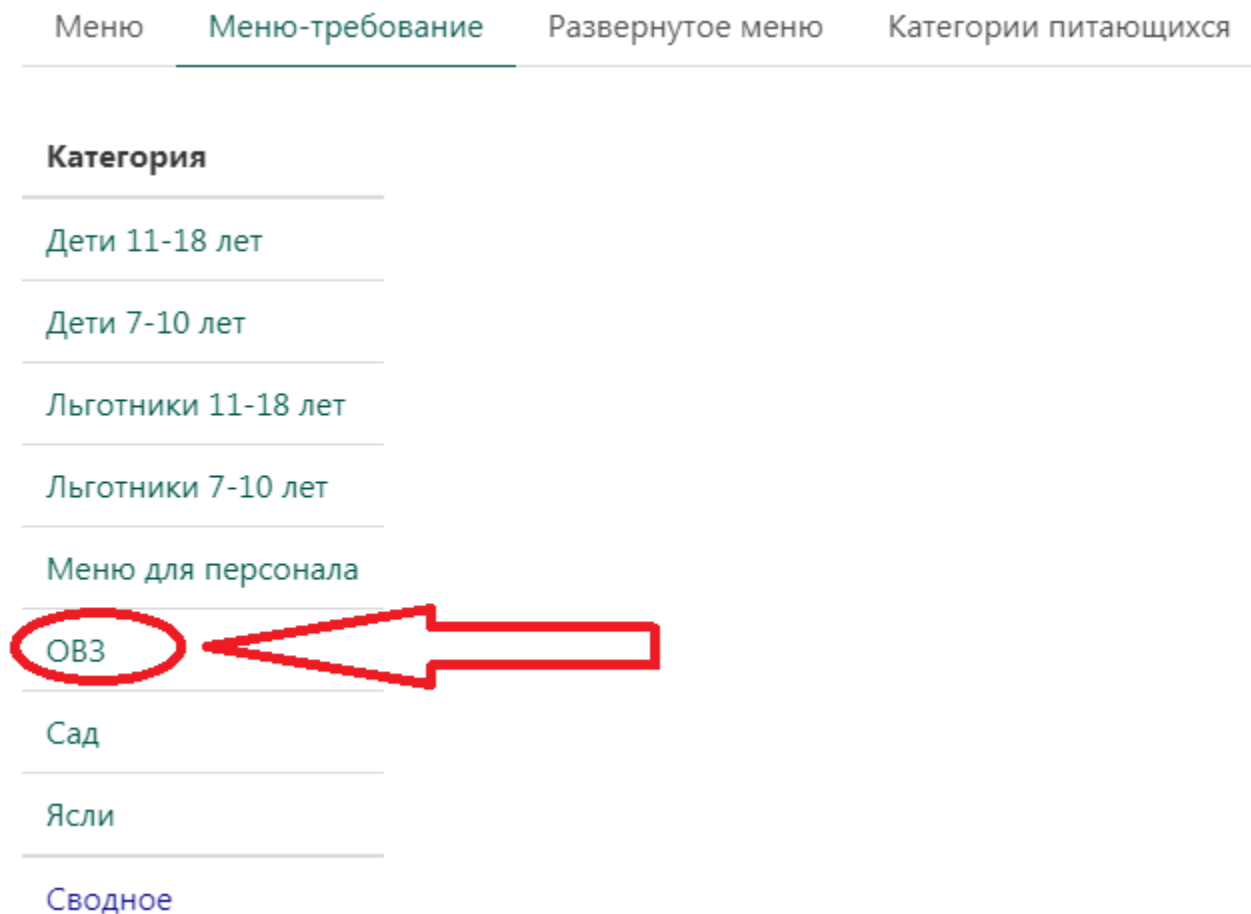 Меню Меню-требование Развернутое меню Категории питающихся
Категория
Дети 11-18 лет
Дети 7-10 лет
Льготники 11-18 лет
Льготники 7-10 лет
Меню для персонала
ОВЗ
Сад
Ясли
Сводное